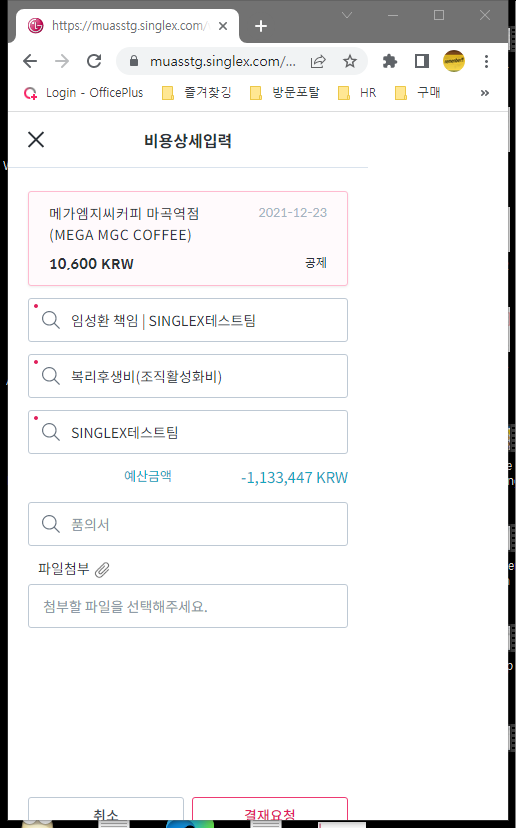 https://muasstg.singlex.com/
muasstg.singlex.com/...
Login - OfficePlus
즐겨찾깅
방문포탈
HR
구매
비용상세입력
메가엠지씨커피 마곡역점
(MEGA MGC COFFEE)
2021-12-23
10,600 KRW
공제
임성환 책임 | SINGLEX테스트팀
복리후생비(조직활성화비)
SINGLEX테스트팀
예산금액
-1,133,447 KRW
품의서
파일첨부
첨부할 파일을 선택해주세요.
취소
결재요청